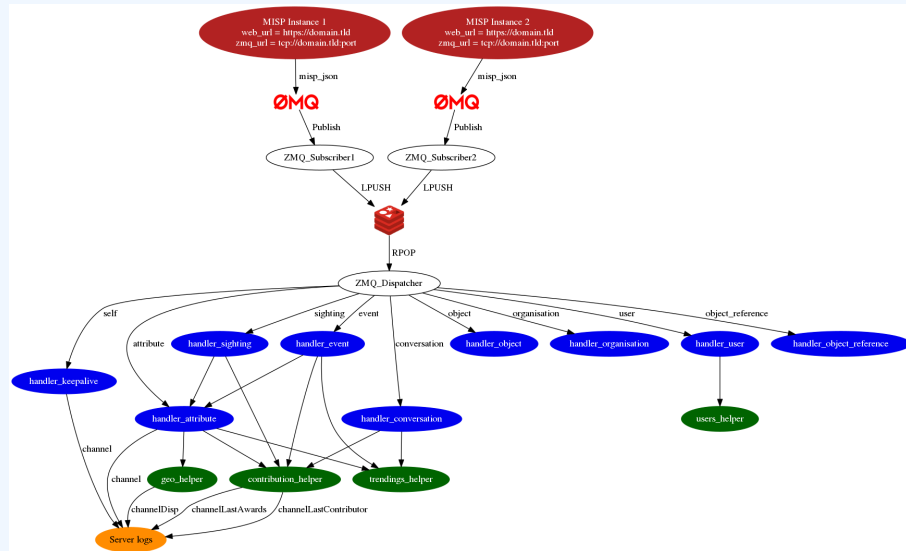 MISP Instance 1
web_url = https://domain.tld
zmq_url = tcp://domain.tld:port
MISP Instance 2
web_url = https://domain.tld
zmq_url = tcp://domain.tld:port
misp_json
misp_json
ØMQ
ØMQ
Publish
Publish
ZMQ_Subscriber1
ZMQ_Subscriber2
LPUSH
LPUSH
RPOP
ZMQ_Dispatcher
self
attribute
sighting
event
conversation
object
organisation
user
object_reference
handler_sighting
handler_event
handler_object
handler_organisation
handler_user
handler_object_reference
handler_keepalive
handler_attribute
handler_conversation
users_helper
channel
channel
geo_helper
contribution_helper
trendings_helper
channelDisp
channelLastAwards
channelLastContributor
Server logs